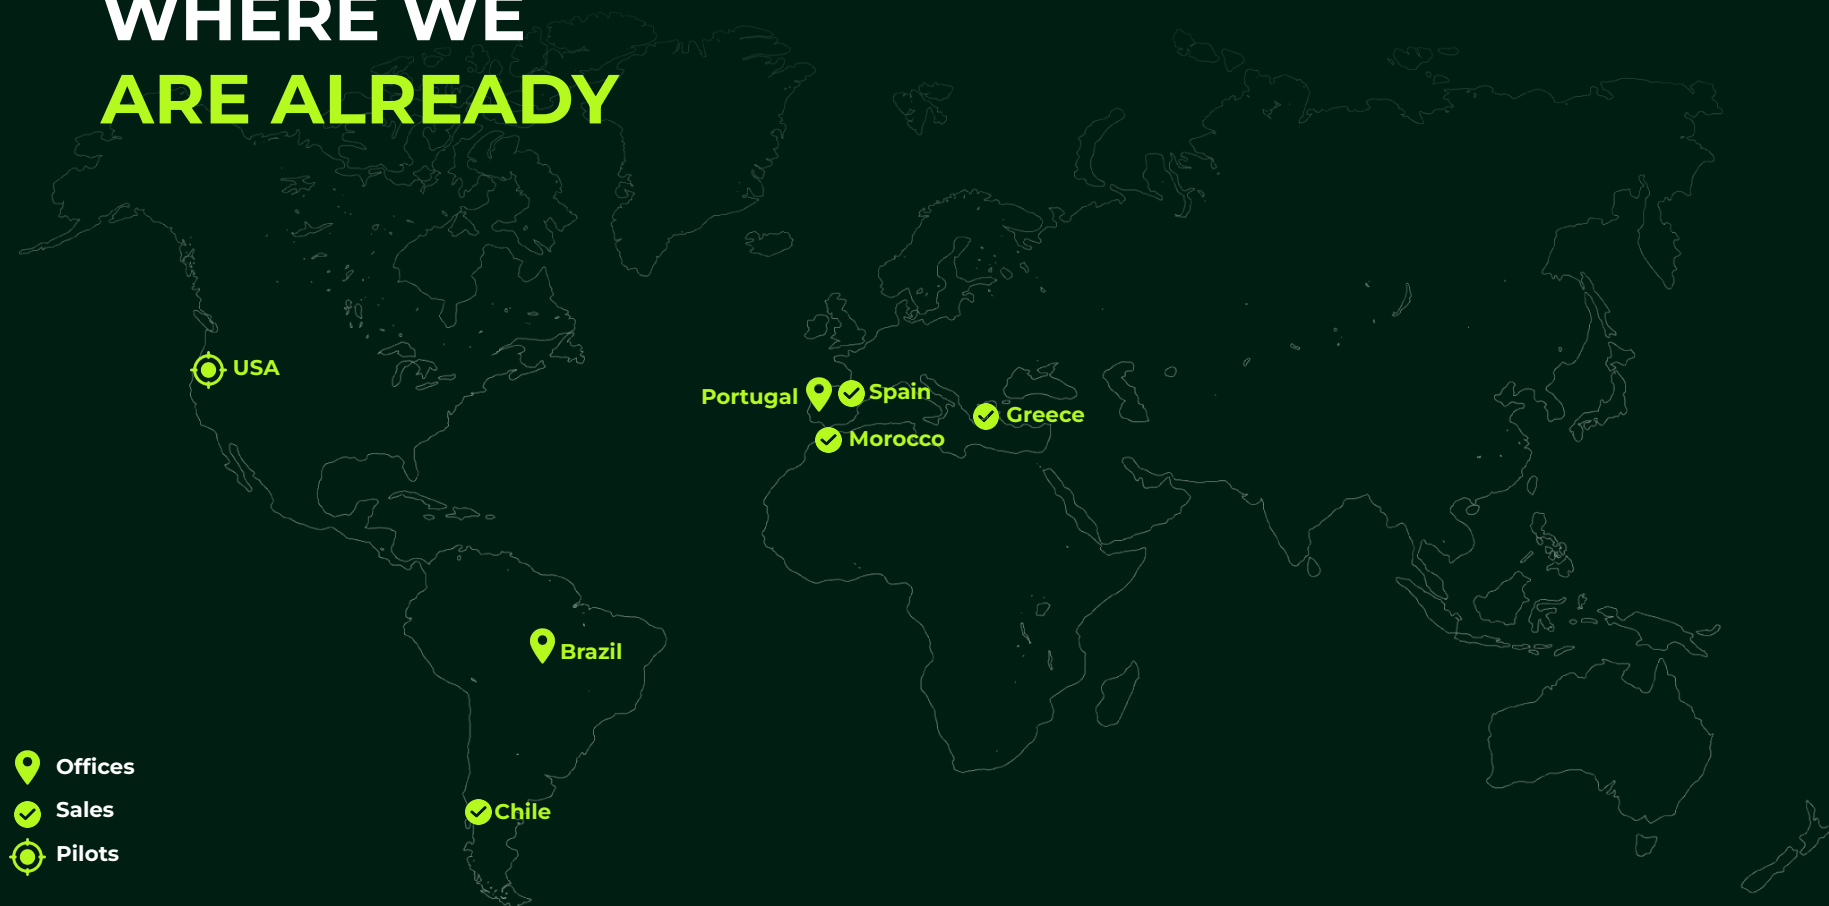 WHERE WE
ARE ALREADY
USA
Portugal
Spain
Greece
Morocco
Brazil
Chile
Offices
Sales
Pilots